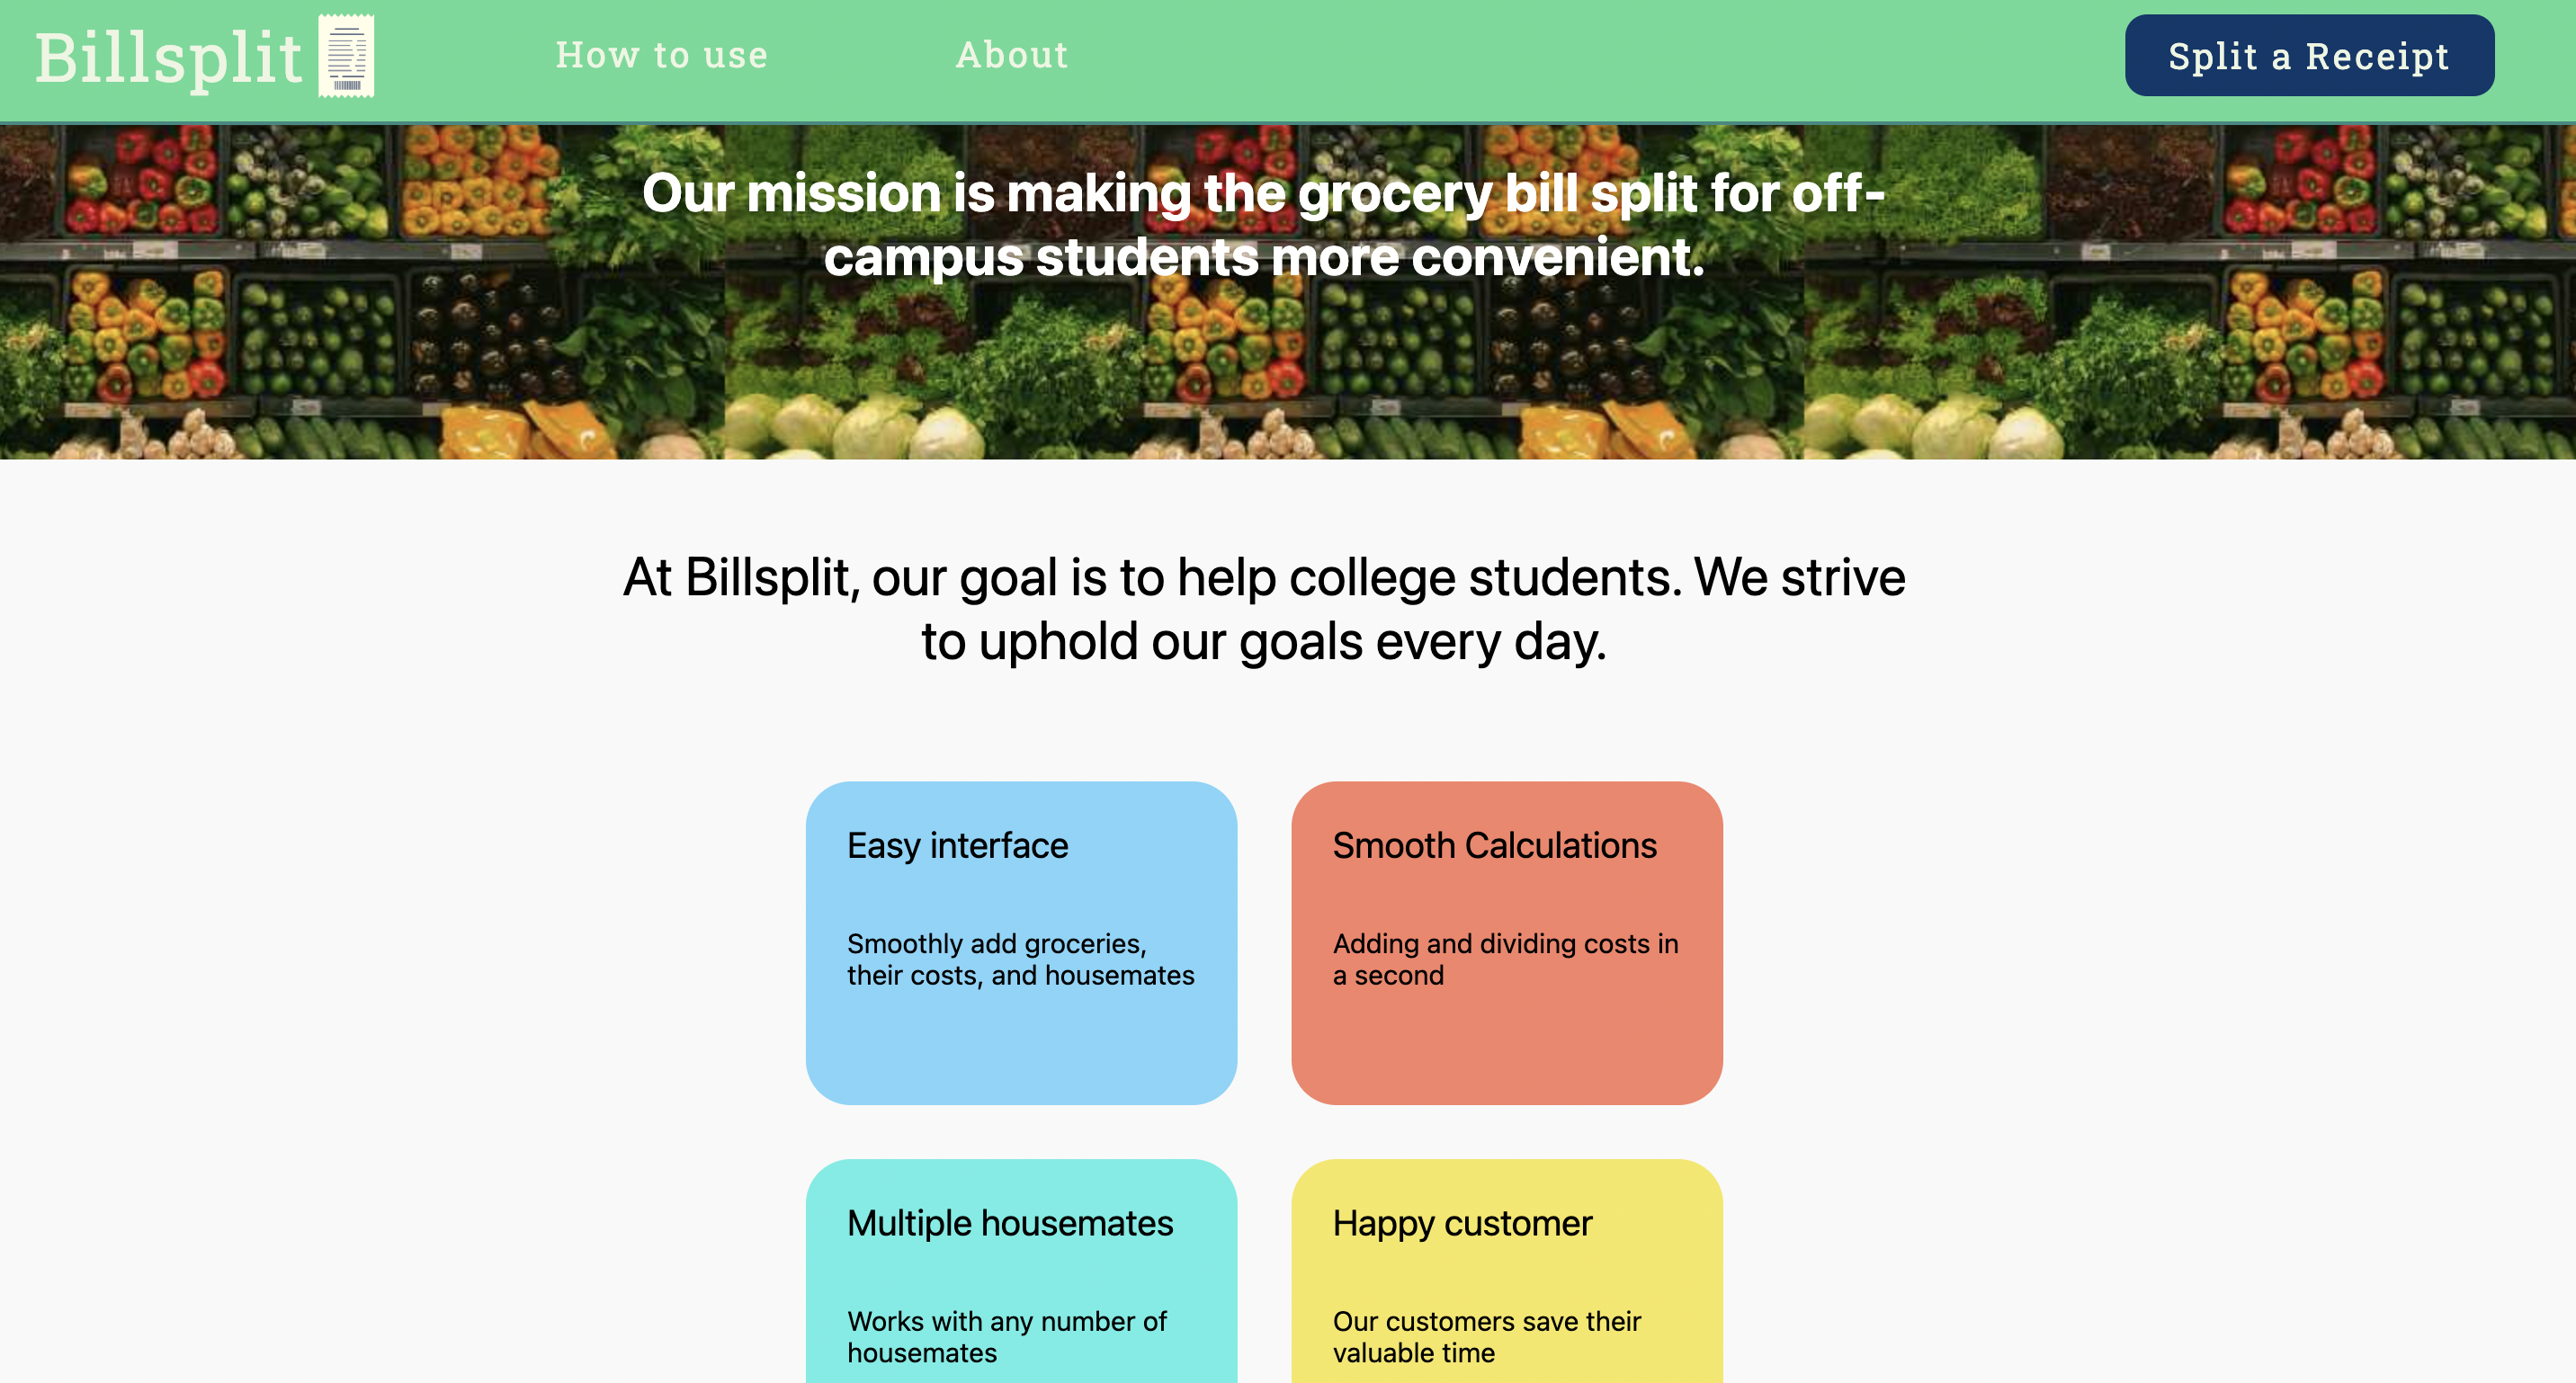 Billsplit
How to use
About
Split a Receipt
Our mission is making the grocery bill split for off-
campus students more convenient.
At Billsplit, our goal is to help college students. We strive
to uphold our goals every day.
Easy interface
Smoothly add groceries,
their costs, and housemates
Smooth Calculations
Adding and dividing costs in
a second
Multiple housemates
Works with any number of
housemates
Happy customer
Our customers save their
valuable time